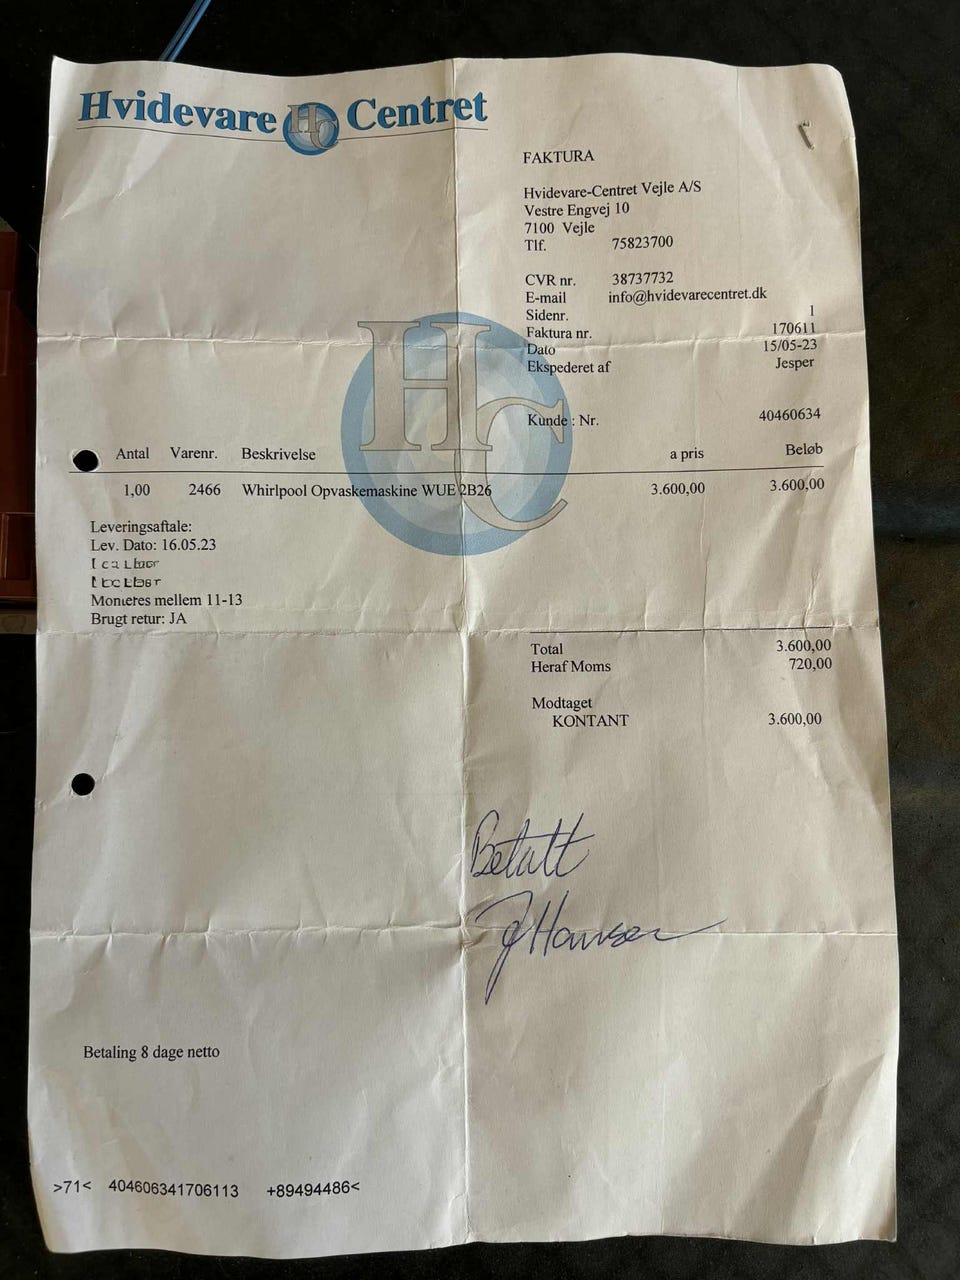 Hvidevare HC Centret
FAKTURA
Hvidevare-Centret Vejle A/S
Vestre Engvej 10
7100 Vejle
Tlf. 75823700
CVR nr. 38737732
E-mail info@hvidevarecentret.dk
Sidenr. 1
Faktura nr. 170611
Dato 15/05-23
Ekspederet af Jesper
Kunde : Nr. 40460634
HC
Antal Varenr. Beskrivelse a pris Beløb
1,00 2466 Whirlpool Opvaskemaskine WUE 2B26 3.600,00 3.600,00
Leveringsaftale:
Lev. Dato: 16.05.23
Monteres mellem 11-13
Brugt retur: JA
Total 3.600,00
Heraf Moms 720,00
Modtaget
KONTANT 3.600,00
Betalt
JHansen
Betaling 8 dage netto
>71< 404606341706113 +89494486<